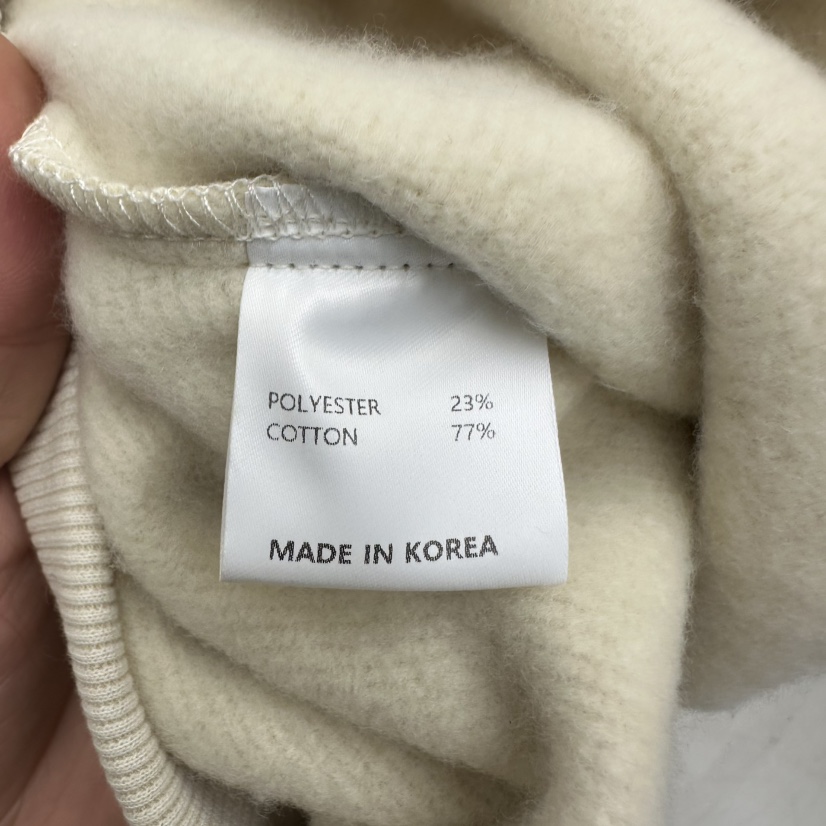 POLYESTER 23%
COTTON 77%
MADE IN KOREA